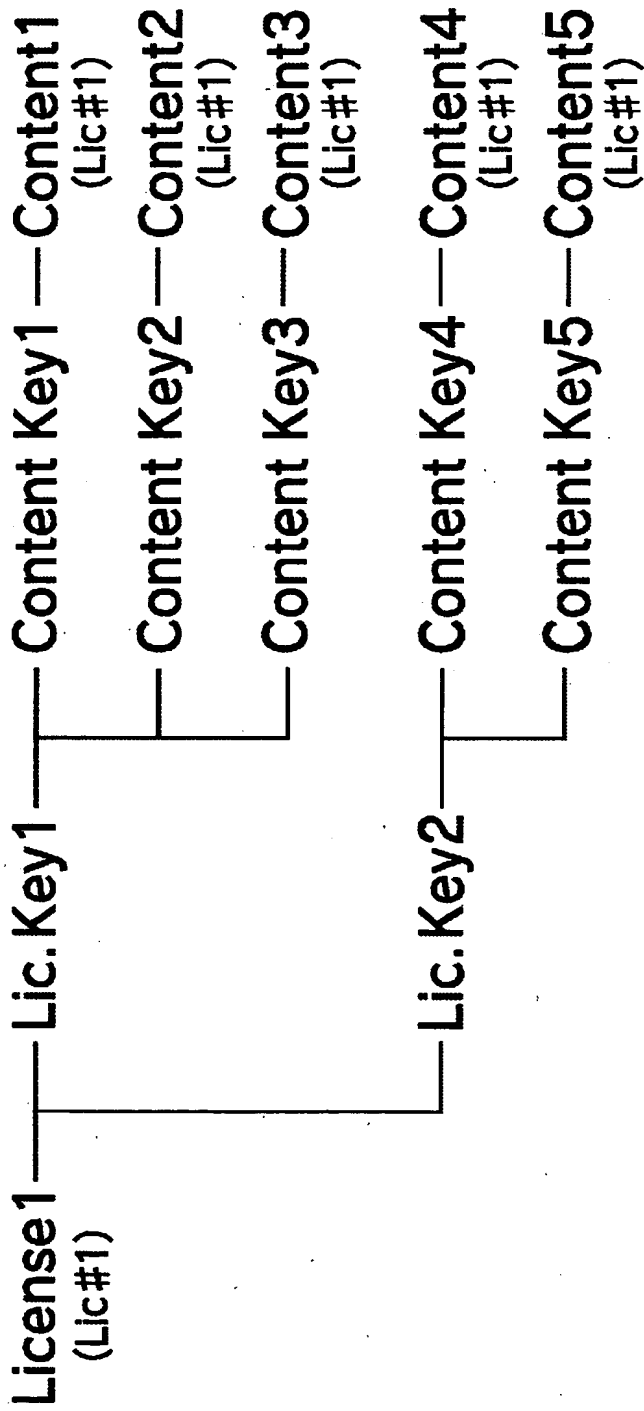 License1
(Lic#1)
Lic.Key1
Content Key1
Content1
(Lic#1)
Content Key2
Content2
(Lic#1)
Content Key3
Content3
(Lic#1)
Lic.Key2
Content Key4
Content4
(Lic#1)
Content Key5
Content5
(Lic#1)